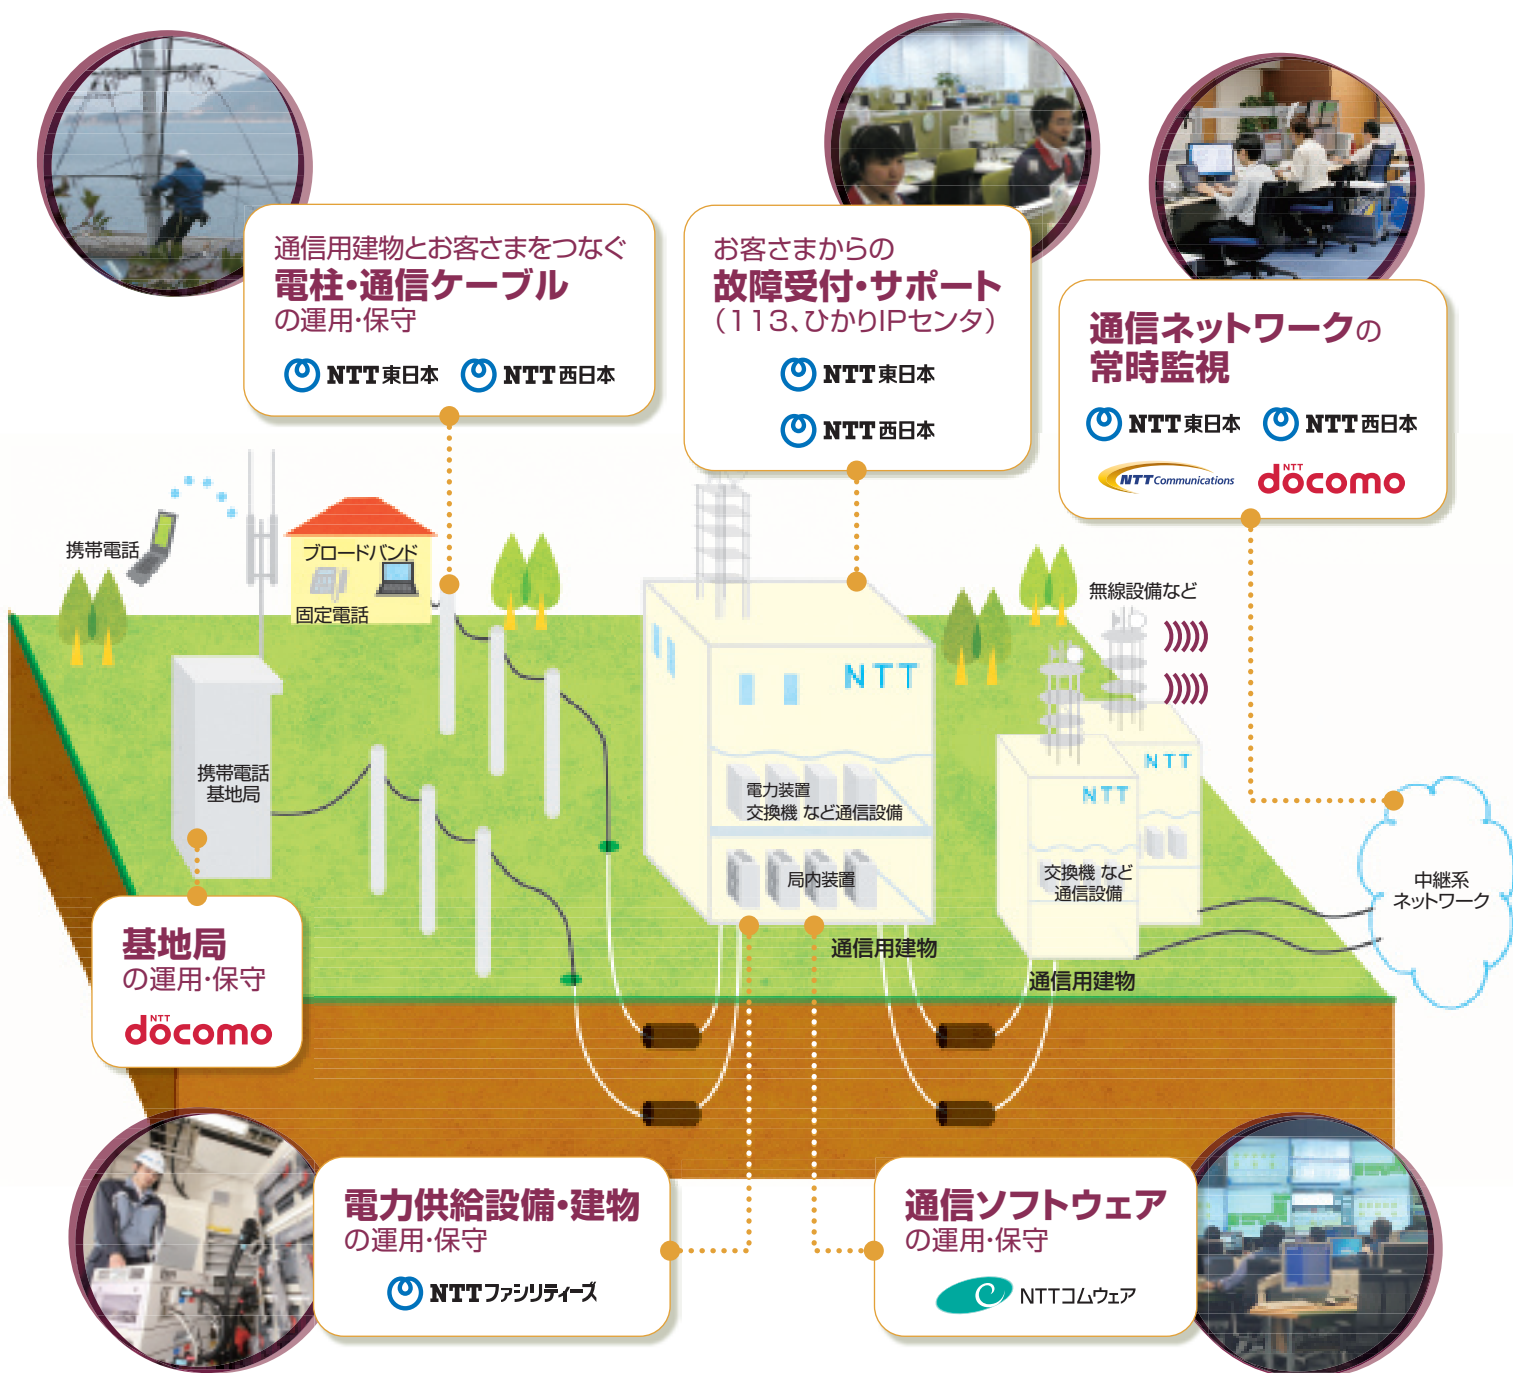 通信用建物とお客さまをつなぐ
電柱・通信ケーブル
の運用・保守
NTT東日本 NTT西日本
お客さまからの
故障受付・サポート
（113、ひかりIPセンタ）
NTT東日本
NTT西日本
通信ネットワークの
常時監視
NTT東日本 NTT西日本
NTT Communications NTT docomo
携帯電話
ブロードバンド
固定電話
無線設備など
NTT
携帯電話
基地局
電力装置
交換機 など通信設備
局内装置
通信用建物
NTT
NTT
交換機 など
通信設備
通信用建物
中継系
ネットワーク
基地局
の運用・保守
NTT docomo
電力供給設備・建物
の運用・保守
NTTファシリティーズ
通信ソフトウェア
の運用・保守
NTTコムウェア